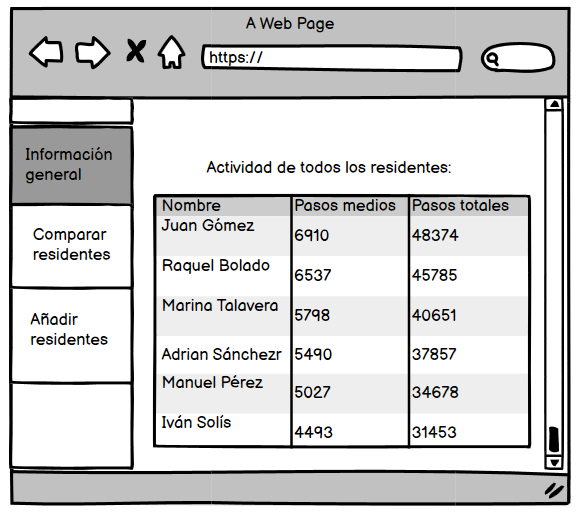 A Web Page
https://
Información
general
Comparar
residentes
Añadir
residentes
Actividad de todos los residentes:
Nombre Pasos medios Pasos totales
Juan Gómez 6910 48374
Raquel Bolado 6537 45785
Marina Talavera 5798 40651
Adrian Sánchezr 5490 37857
Manuel Pérez 5027 34678
Iván Solís 4493 31453